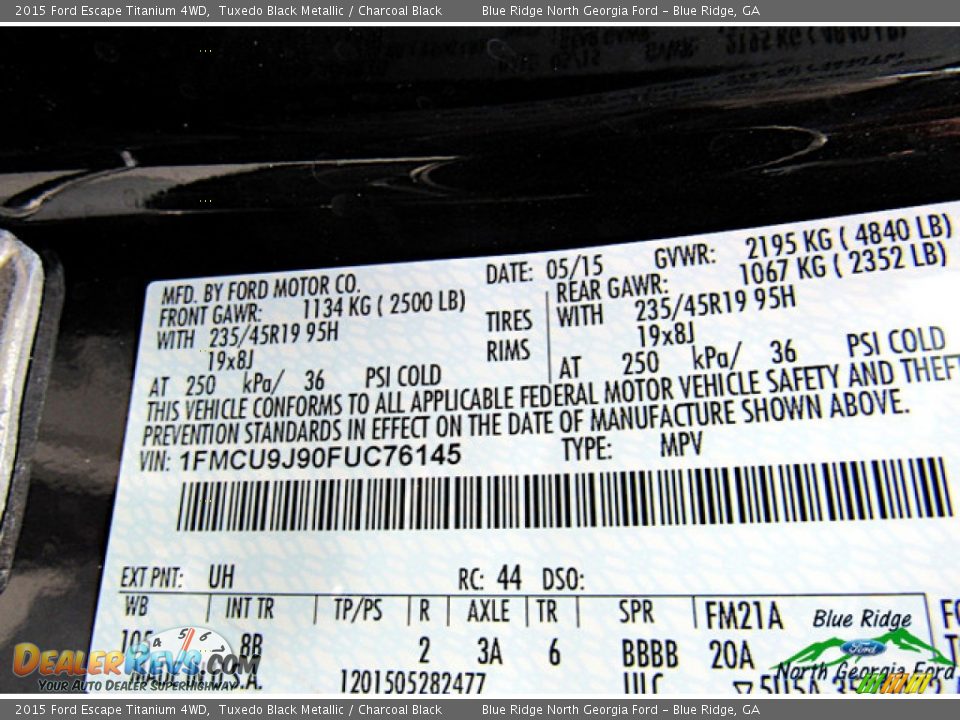 2015 Ford Escape Titanium 4WD, Tuxedo Black Metallic / Charcoal Black Blue Ridge North Georgia Ford - Blue Ridge, GA
MFD. BY FORD MOTOR CO. DATE: 05/15 GVWR: 2195 KG ( 4840 LB)
FRONT GAWR: 1134 KG ( 2500 LB) REAR GAWR: 1067 KG ( 2352 LB)
WITH 235/45R19 95H TIRES WITH 235/45R19 95H
19x8J RIMS 19x8J
AT 250 kPa/ 36 PSI COLD AT 250 kPa/ 36 PSI COLD
THIS VEHICLE CONFORMS TO ALL APPLICABLE FEDERAL MOTOR VEHICLE SAFETY AND THEF
PREVENTION STANDARDS IN EFFECT ON THE DATE OF MANUFACTURE SHOWN ABOVE.
VIN: 1FMCU9J90FUC76145 TYPE: MPV
EXT PNT: UH RC: 44 DSO:
WB INT TR TP/PS R AXLE TR SPR FM21A
105 8B 2 3A 6 BBBB 20A
MADE IN U.S.A. 1201505282477
Blue Ridge
Ford
North Georgia Ford
DealerRevs.com
Your Auto Dealer SuperHighway
2015 Ford Escape Titanium 4WD, Tuxedo Black Metallic / Charcoal Black Blue Ridge North Georgia Ford - Blue Ridge, GA